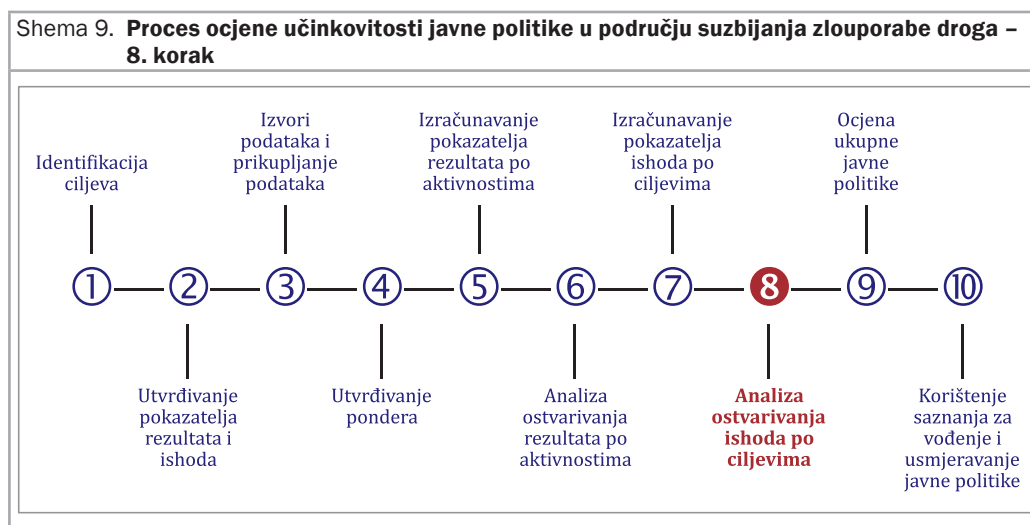 Shema 9. Proces ocjene učinkovitosti javne politike u području suzbijanja zlouporabe droga –
8. korak
Identifikacija
ciljeva
Izvori
podataka i
prikupljanje
podataka
Izračunavanje
pokazatelja
rezultata po
aktivnostima
Izračunavanje
pokazatelja
ishoda po
ciljevima
Ocjena
ukupne
javne
politike
1
2
3
4
5
6
7
8
9
10
Utvrđivanje
pokazatelja
rezultata i
ishoda
Utvrđivanje
pondera
Analiza
ostvarivanja
rezultata po
aktivnostima
Analiza
ostvarivanja
ishoda po
ciljevima
Korištenje
saznanja za
vođenje i
usmjeravanje
javne politike